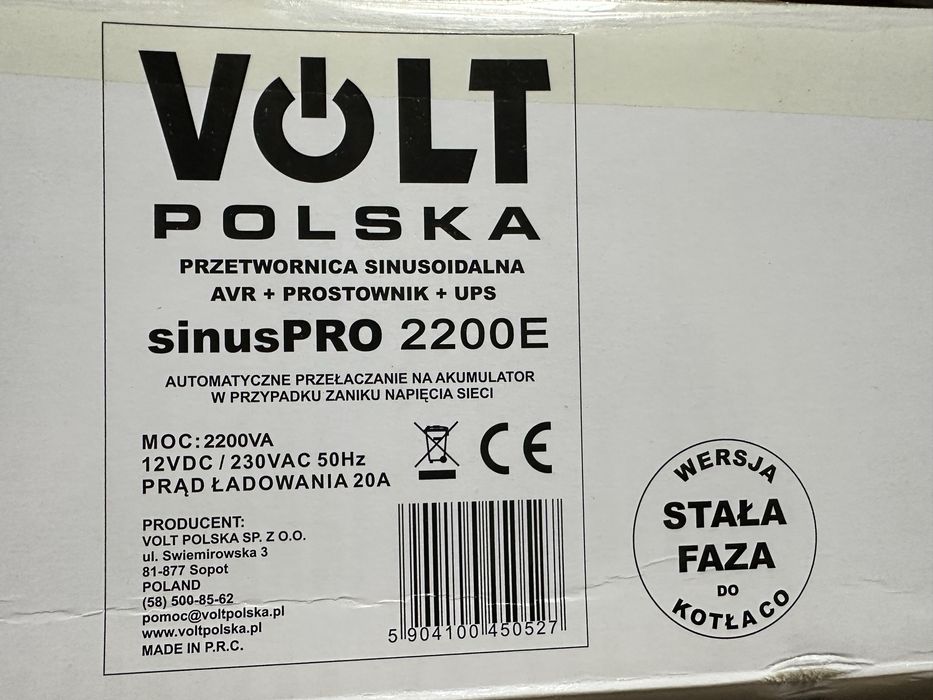 VOLT
POLSKA
PRZETWORNICA SINUSOIDALNA
AVR + PROSTOWNIK + UPS
sinusPRO 2200E
AUTOMATYCZNE PRZEŁACZANIE NA AKUMULATOR
W PRZYPADKU ZANIKU NAPIĘCIA SIECI
MOC: 2200VA
12VDC / 230VAC 50Hz
PRĄD ŁADOWANIA 20A
CE
PRODUCENT:
VOLT POLSKA SP. Z O.O.
ul. Swiemirowska 3
81-877 Sopot
POLAND
(58) 500-85-62
pomoc@voltpolska.pl
www.voltpolska.pl
MADE IN P.R.C.
5 904100 450527
WERSJA
STAŁA
FAZA
DO
KOTŁA CO